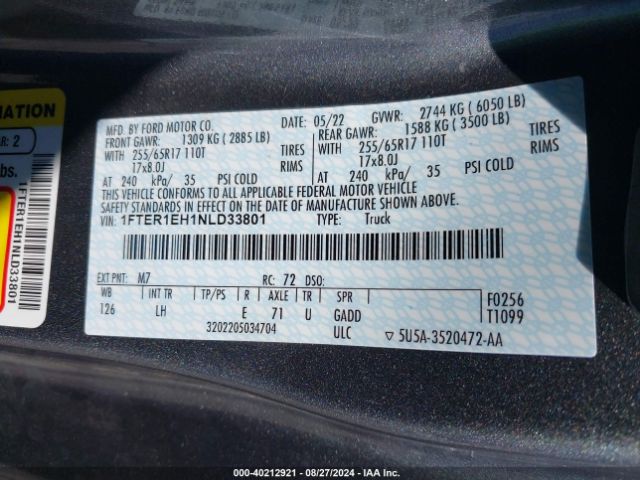 MATION
AR: 2
lbs.
1FTER1EH1NLD33801
MFD. BY FORD MOTOR CO. 05/22 GVWR: 2744 KG ( 6050 LB)
FRONT GAWR: 1309 KG ( 2885 LB) REAR GAWR: 1588 KG ( 3500 LB)
WITH 255/65R17 110T TIRES WITH 255/65R17 110T TIRES
17x8.0J RIMS 17x8.0J RIMS
AT 240 kPa/ 35 PSI COLD AT 240 kPa/ 35 PSI COLD
THIS VEHICLE CONFORMS TO ALL APPLICABLE FEDERAL MOTOR VEHICLE
SAFETY STANDARDS IN EFFECT ON THE DATE OF MANUFACTURE SHOWN ABOVE.
VIN: 1FTER1EH1NLD33801 TYPE: Truck
EXT PNT: M7 RC: 72 DSO:
WB INT TR TP/PS R AXLE TR SPR F0256
126 LH E 71 U GADD T1099
3202205034704 ULC ▽ 5U5A-3520472-AA
00-40212921 - 08/27/2024 - IAA Inc.